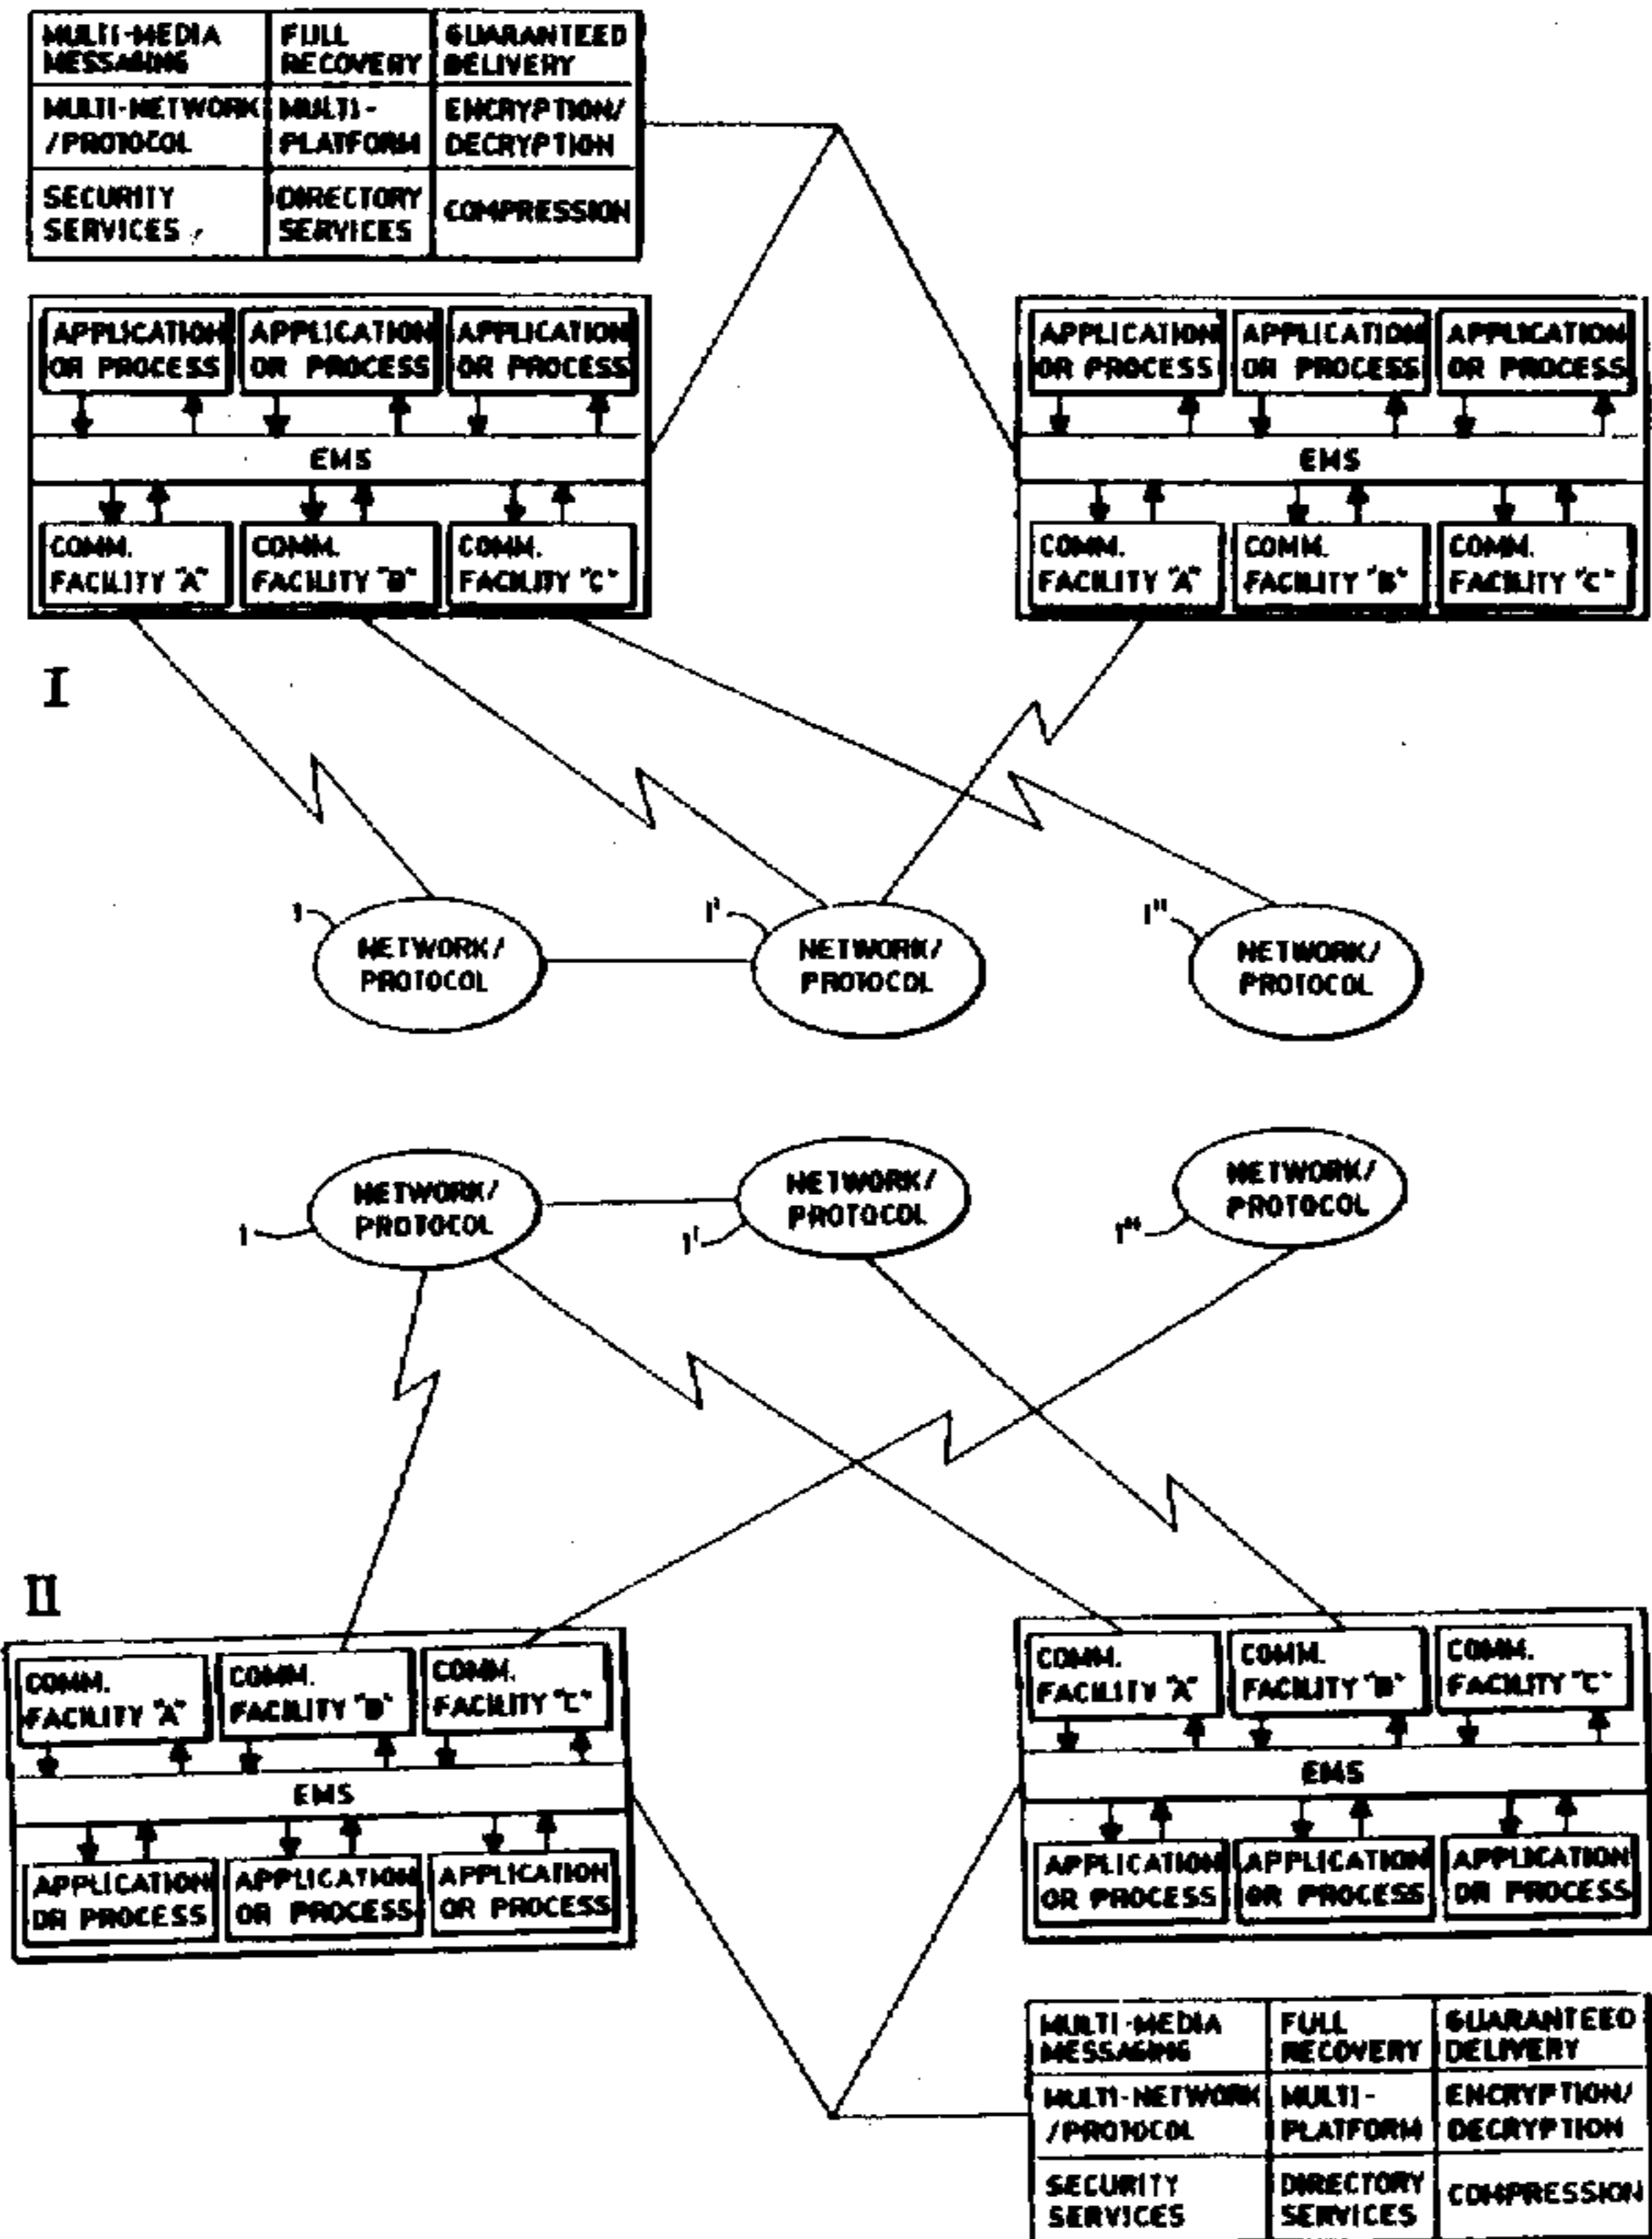 MULTI-MEDIA MESSAGING
FULL RECOVERY
GUARANTEED DELIVERY
MULTI-NETWORK /PROTOCOL
MULTI-PLATFORM
ENCRYPTION/ DECRYPTION
SECURITY SERVICES
DIRECTORY SERVICES
COMPRESSION
APPLICATION OR PROCESS
APPLICATION OR PROCESS
APPLICATION OR PROCESS
EMS
COMM. FACILITY "A"
COMM. FACILITY "B"
COMM. FACILITY "C"
APPLICATION OR PROCESS
APPLICATION OR PROCESS
APPLICATION OR PROCESS
EMS
COMM. FACILITY "A"
COMM. FACILITY "B"
COMM. FACILITY "C"
I
1
NETWORK/ PROTOCOL
1'
NETWORK/ PROTOCOL
1"
NETWORK/ PROTOCOL
1
NETWORK/ PROTOCOL
1'
NETWORK/ PROTOCOL
1"
NETWORK/ PROTOCOL
II
COMM. FACILITY "A"
COMM. FACILITY "B"
COMM. FACILITY "C"
EMS
APPLICATION OR PROCESS
APPLICATION OR PROCESS
APPLICATION OR PROCESS
COMM. FACILITY "A"
COMM. FACILITY "B"
COMM. FACILITY "C"
EMS
APPLICATION OR PROCESS
APPLICATION OR PROCESS
APPLICATION OR PROCESS
MULTI-MEDIA MESSAGING
FULL RECOVERY
GUARANTEED DELIVERY
MULTI-NETWORK /PROTOCOL
MULTI-PLATFORM
ENCRYPTION/ DECRYPTION
SECURITY SERVICES
DIRECTORY SERVICES
COMPRESSION